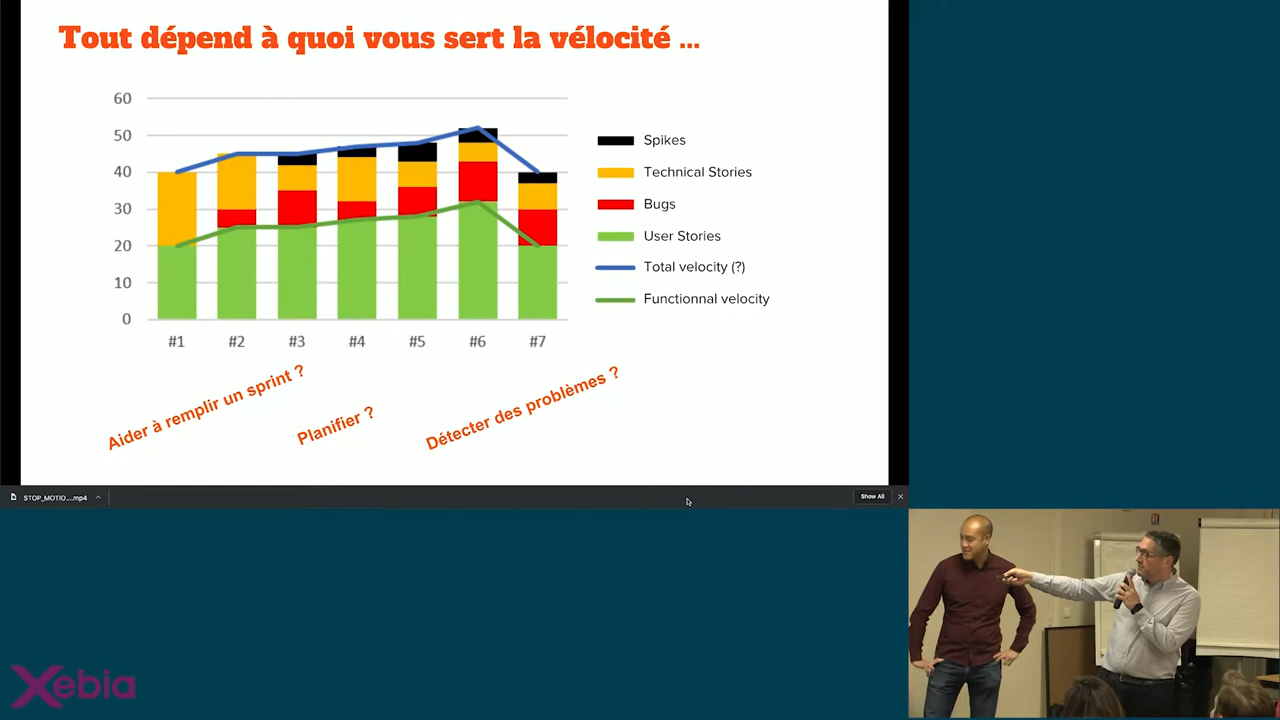 Tout dépend à quoi vous sert la vélocité ...
60
50
40
30
20
10
0
#1 #2 #3 #4 #5 #6 #7
Spikes
Technical Stories
Bugs
User Stories
Total velocity (?)
Functionnal velocity
Aider à remplir un sprint ?
Planifier ?
Détecter des problèmes ?
STOP_MOTIO....mp4
Show All
Xebia